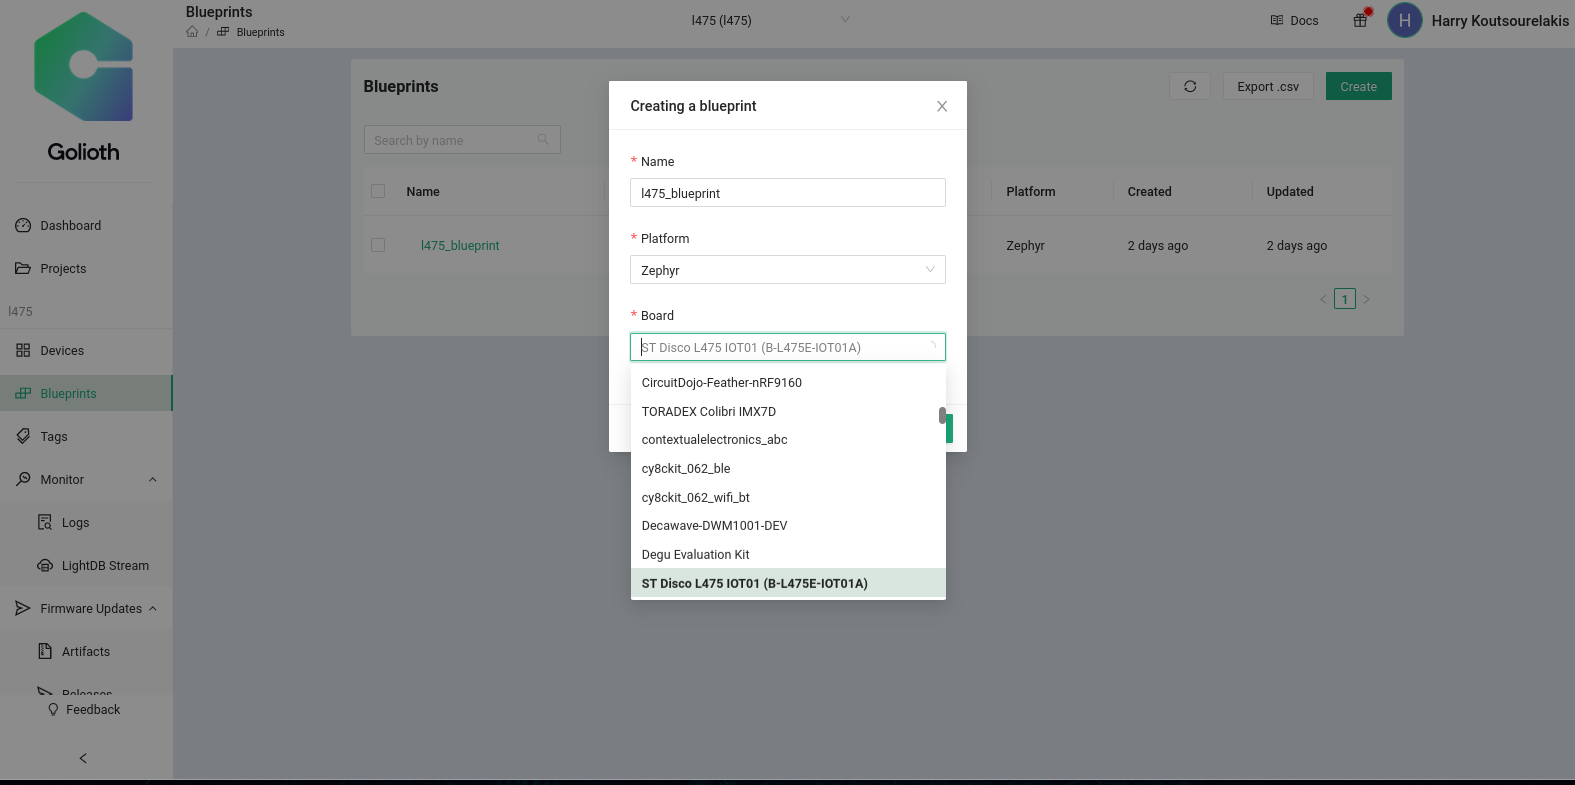 Blueprints
/ Blueprints
l475 (l475)
Docs
H
Harry Koutsourelakis
Golioth
Dashboard
Projects
l475
Devices
Blueprints
Tags
Monitor
Logs
LightDB Stream
Firmware Updates
Artifacts
Releases
Feedback
Blueprints
Export .csv
Create
Search by name
Name
Platform
Created
Updated
l475_blueprint
Zephyr
2 days ago
2 days ago
1
Creating a blueprint
* Name
l475_blueprint
* Platform
Zephyr
* Board
ST Disco L475 IOT01 (B-L475E-IOT01A)
CircuitDojo-Feather-nRF9160
TORADEX Colibri IMX7D
contextualelectronics_abc
cy8ckit_062_ble
cy8ckit_062_wifi_bt
Decawave-DWM1001-DEV
Degu Evaluation Kit
ST Disco L475 IOT01 (B-L475E-IOT01A)